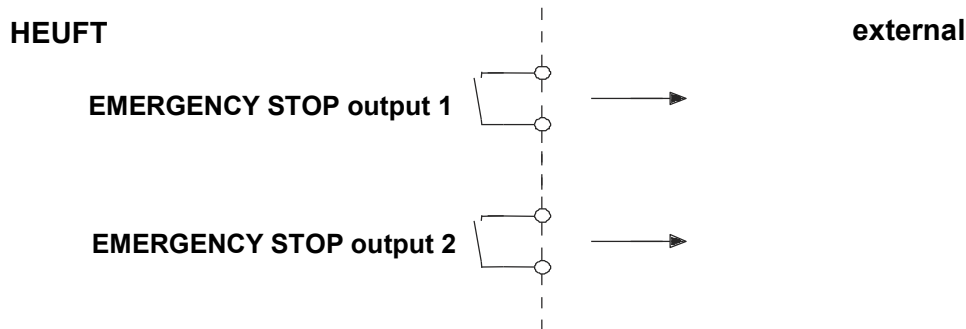 HEUFT
external
EMERGENCY STOP output 1
EMERGENCY STOP output 2